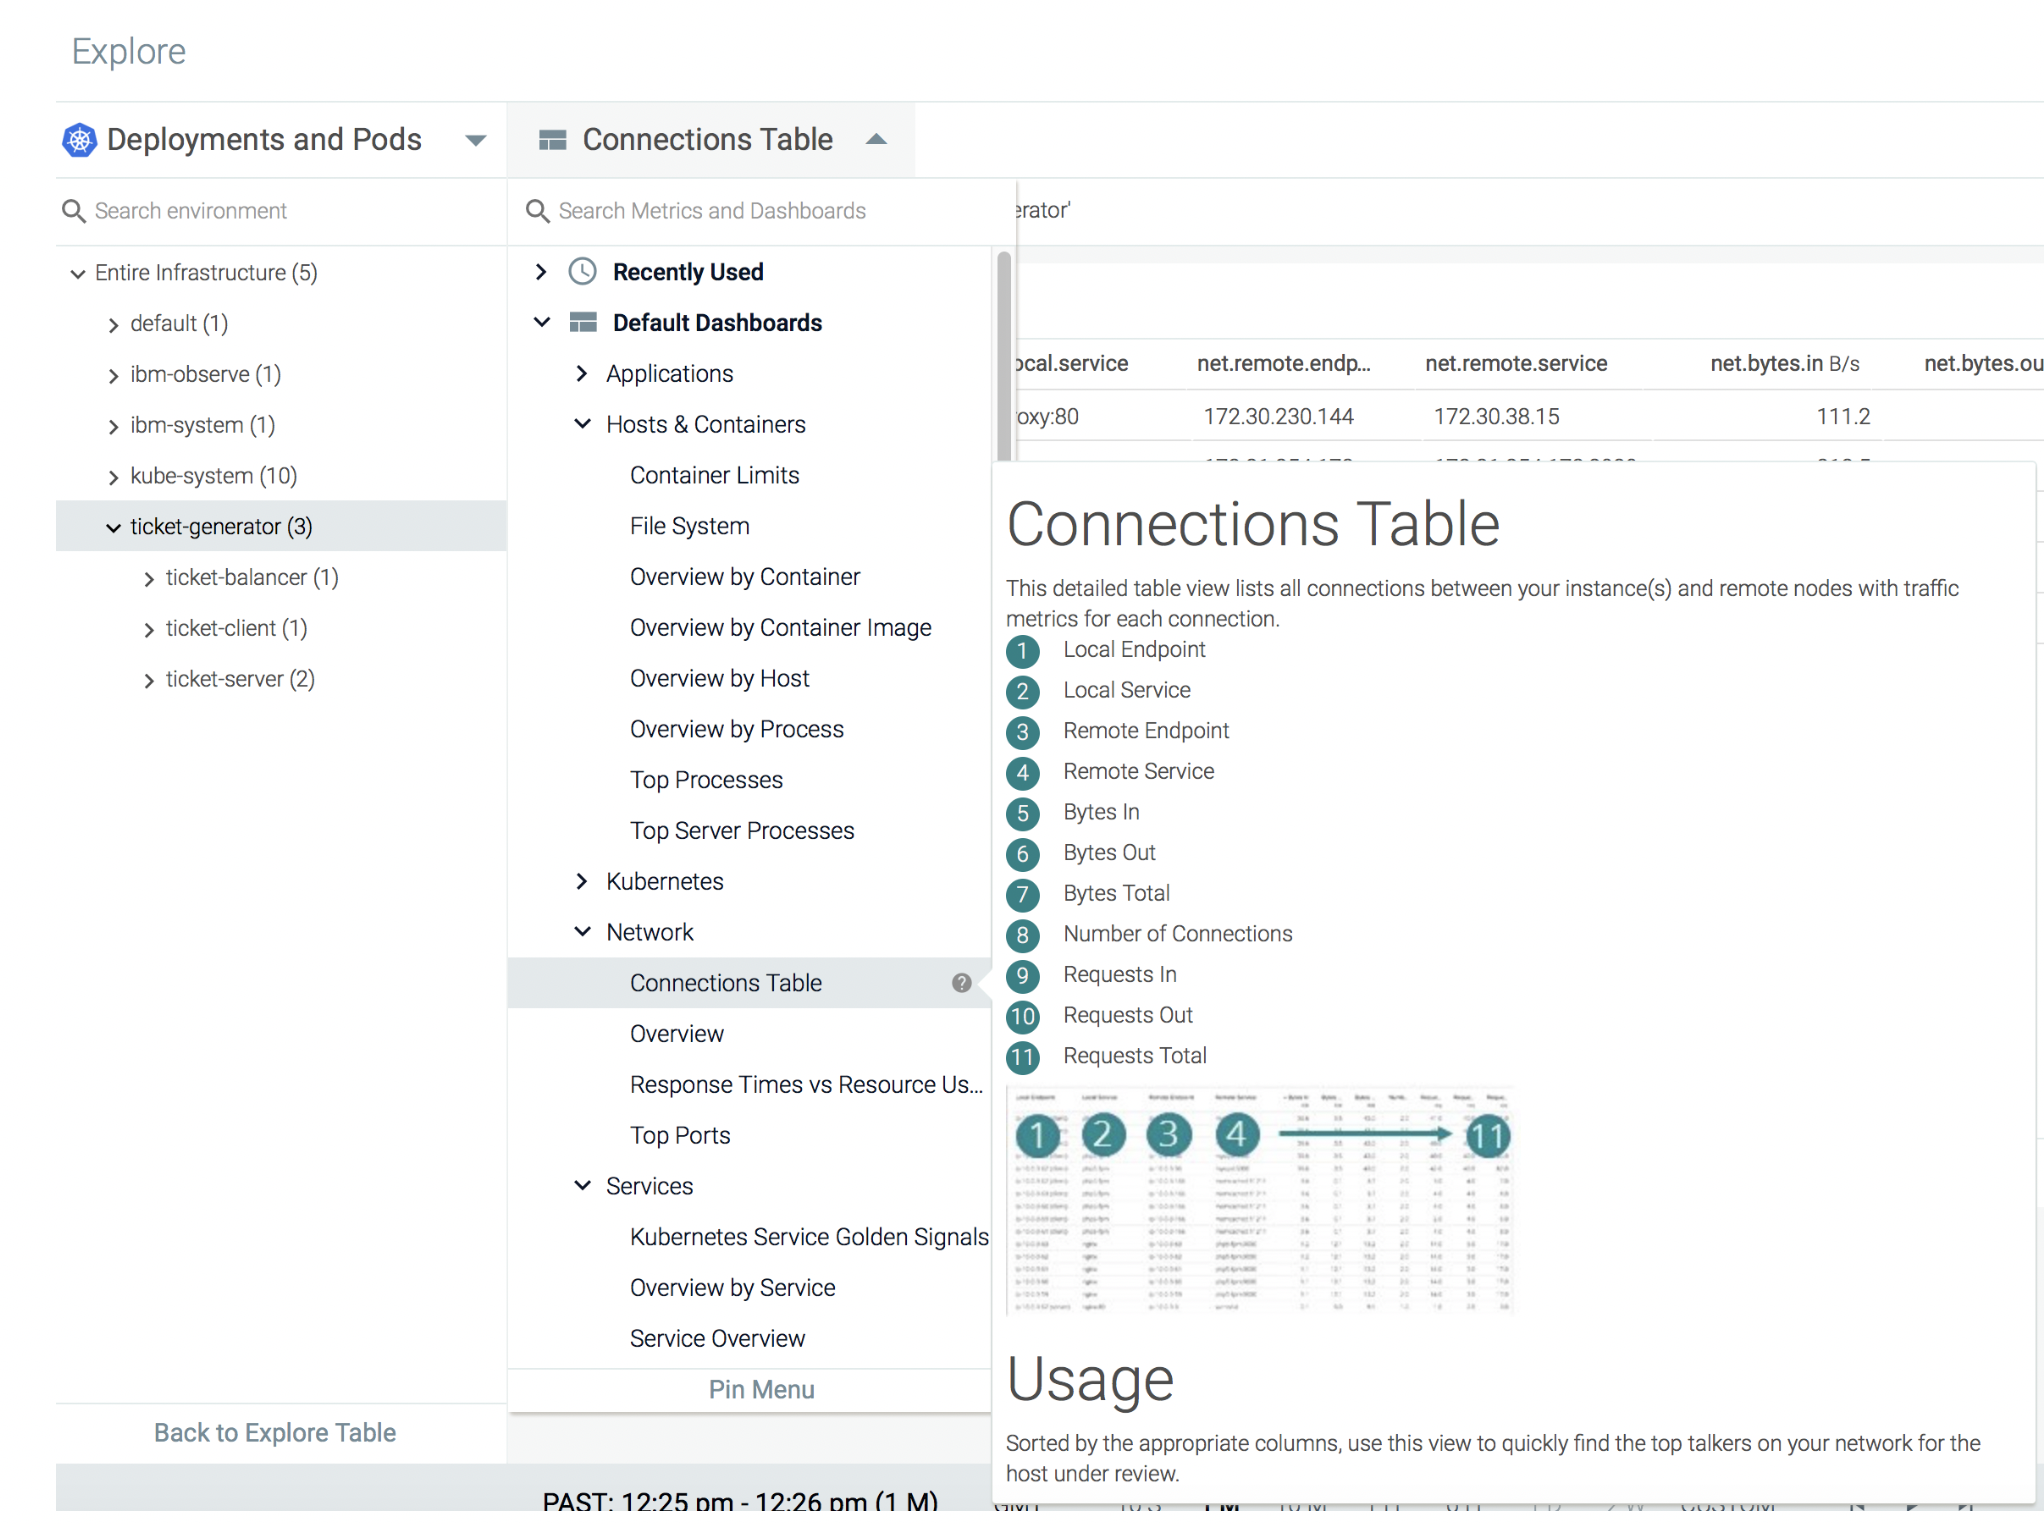 Explore
Deployments and Pods
Connections Table
Search environment
Search Metrics and Dashboards
erator'
Entire Infrastructure (5)
default (1)
ibm-observe (1)
ibm-system (1)
kube-system (10)
ticket-generator (3)
ticket-balancer (1)
ticket-client (1)
ticket-server (2)
Back to Explore Table
Recently Used
Default Dashboards
Applications
Hosts & Containers
Container Limits
File System
Overview by Container
Overview by Container Image
Overview by Host
Overview by Process
Top Processes
Top Server Processes
Kubernetes
Network
Connections Table ?
Overview
Response Times vs Resource Us...
Top Ports
Services
Kubernetes Service Golden Signals
Overview by Service
Service Overview
Pin Menu
ocal.service net.remote.endp... net.remote.service net.bytes.in B/s net.bytes.ou
oxy:80 172.30.230.144 172.30.38.15 111.2
Connections Table
This detailed table view lists all connections between your instance(s) and remote nodes with traffic
metrics for each connection.
1 Local Endpoint
2 Local Service
3 Remote Endpoint
4 Remote Service
5 Bytes In
6 Bytes Out
7 Bytes Total
8 Number of Connections
9 Requests In
10 Requests Out
11 Requests Total
Local Endpoint Local Service Remote Endpoint Remote Service
1 2 3 4 11
Usage
Sorted by the appropriate columns, use this view to quickly find the top talkers on your network for the
host under review.
PAST: 12:25 pm - 12:26 pm (1 M)